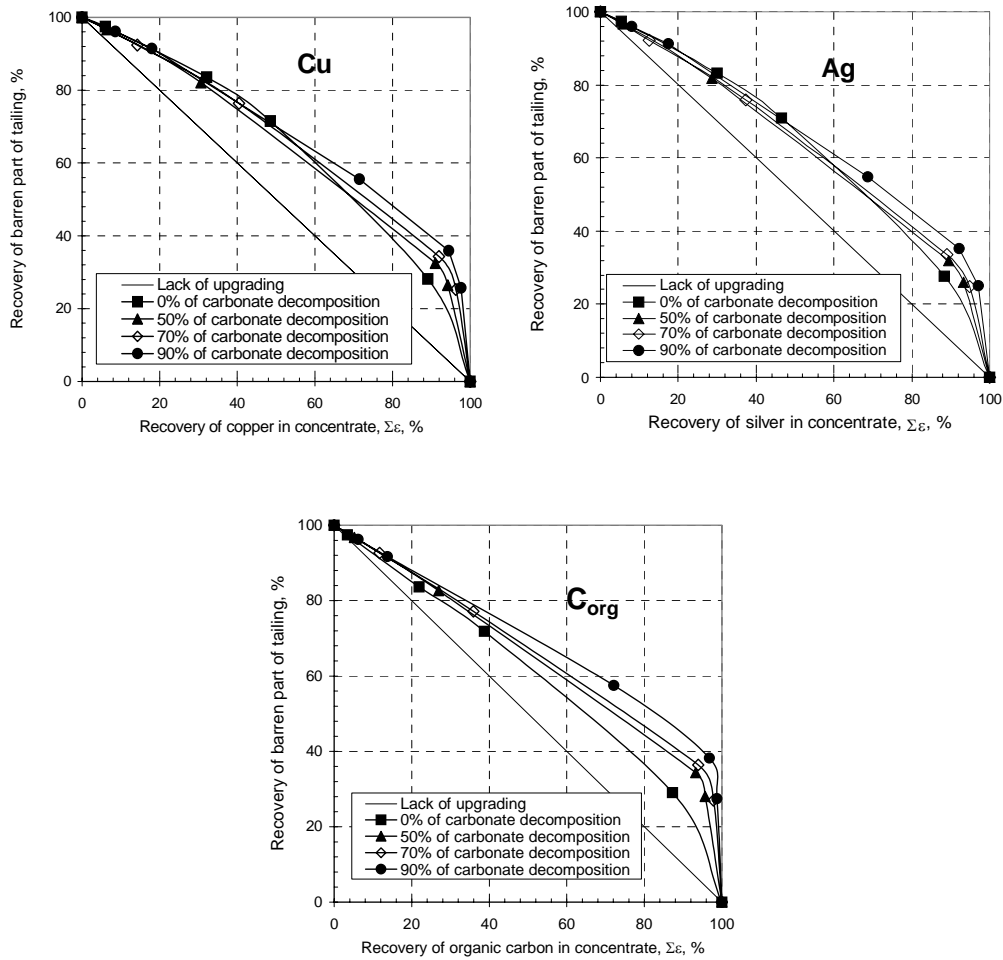 100
80
60
40
20
0
Recovery of barren part of tailing, %
Cu
Lack of upgrading
0% of carbonate decomposition
50% of carbonate decomposition
70% of carbonate decomposition
90% of carbonate decomposition
0 20 40 60 80 100
Recovery of copper in concentrate, Σε, %
100
80
60
40
20
0
Recovery of barren part of tailing, %
Ag
Lack of upgrading
0% of carbonate decomposition
50% of carbonate decomposition
70% of carbonate decomposition
90% of carbonate decomposition
0 20 40 60 80 100
Recovery of silver in concentrate, Σε, %
100
80
60
40
20
0
Recovery of barren part of tailing, %
Corg
Lack of upgrading
0% of carbonate decomposition
50% of carbonate decomposition
70% of carbonate decomposition
90% of carbonate decomposition
0 20 40 60 80 100
Recovery of organic carbon in concentrate, Σε, %